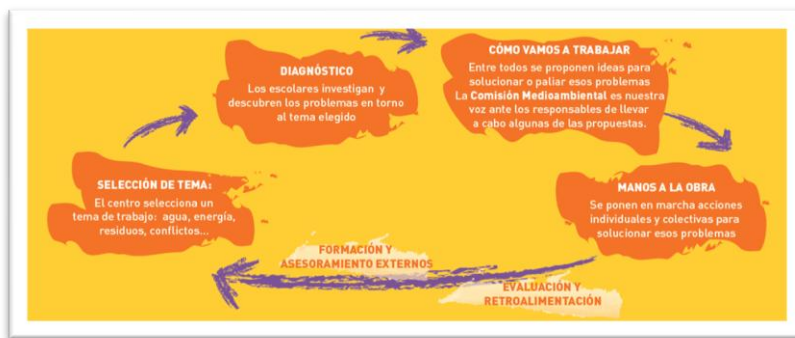 SELECCIÓN DE TEMA:
El centro selecciona un
tema de trabajo: agua, energía,
residuos, conflictos...
DIAGNÓSTICO
Los escolares investigan y
descubren los problemas en torno
al tema elegido
CÓMO VAMOS A TRABAJAR
Entre todos se proponen ideas para
solucionar o paliar esos problemas
La Comisión Medioambiental es nuestra
voz ante los responsables de llevar
a cabo algunas de las propuestas.
MANOS A LA OBRA
Se ponen en marcha acciones
individuales y colectivas para
solucionar esos problemas
FORMACIÓN Y
ASESORAMIENTO EXTERNOS
EVALUACIÓN Y
RETROALIMENTACIÓN